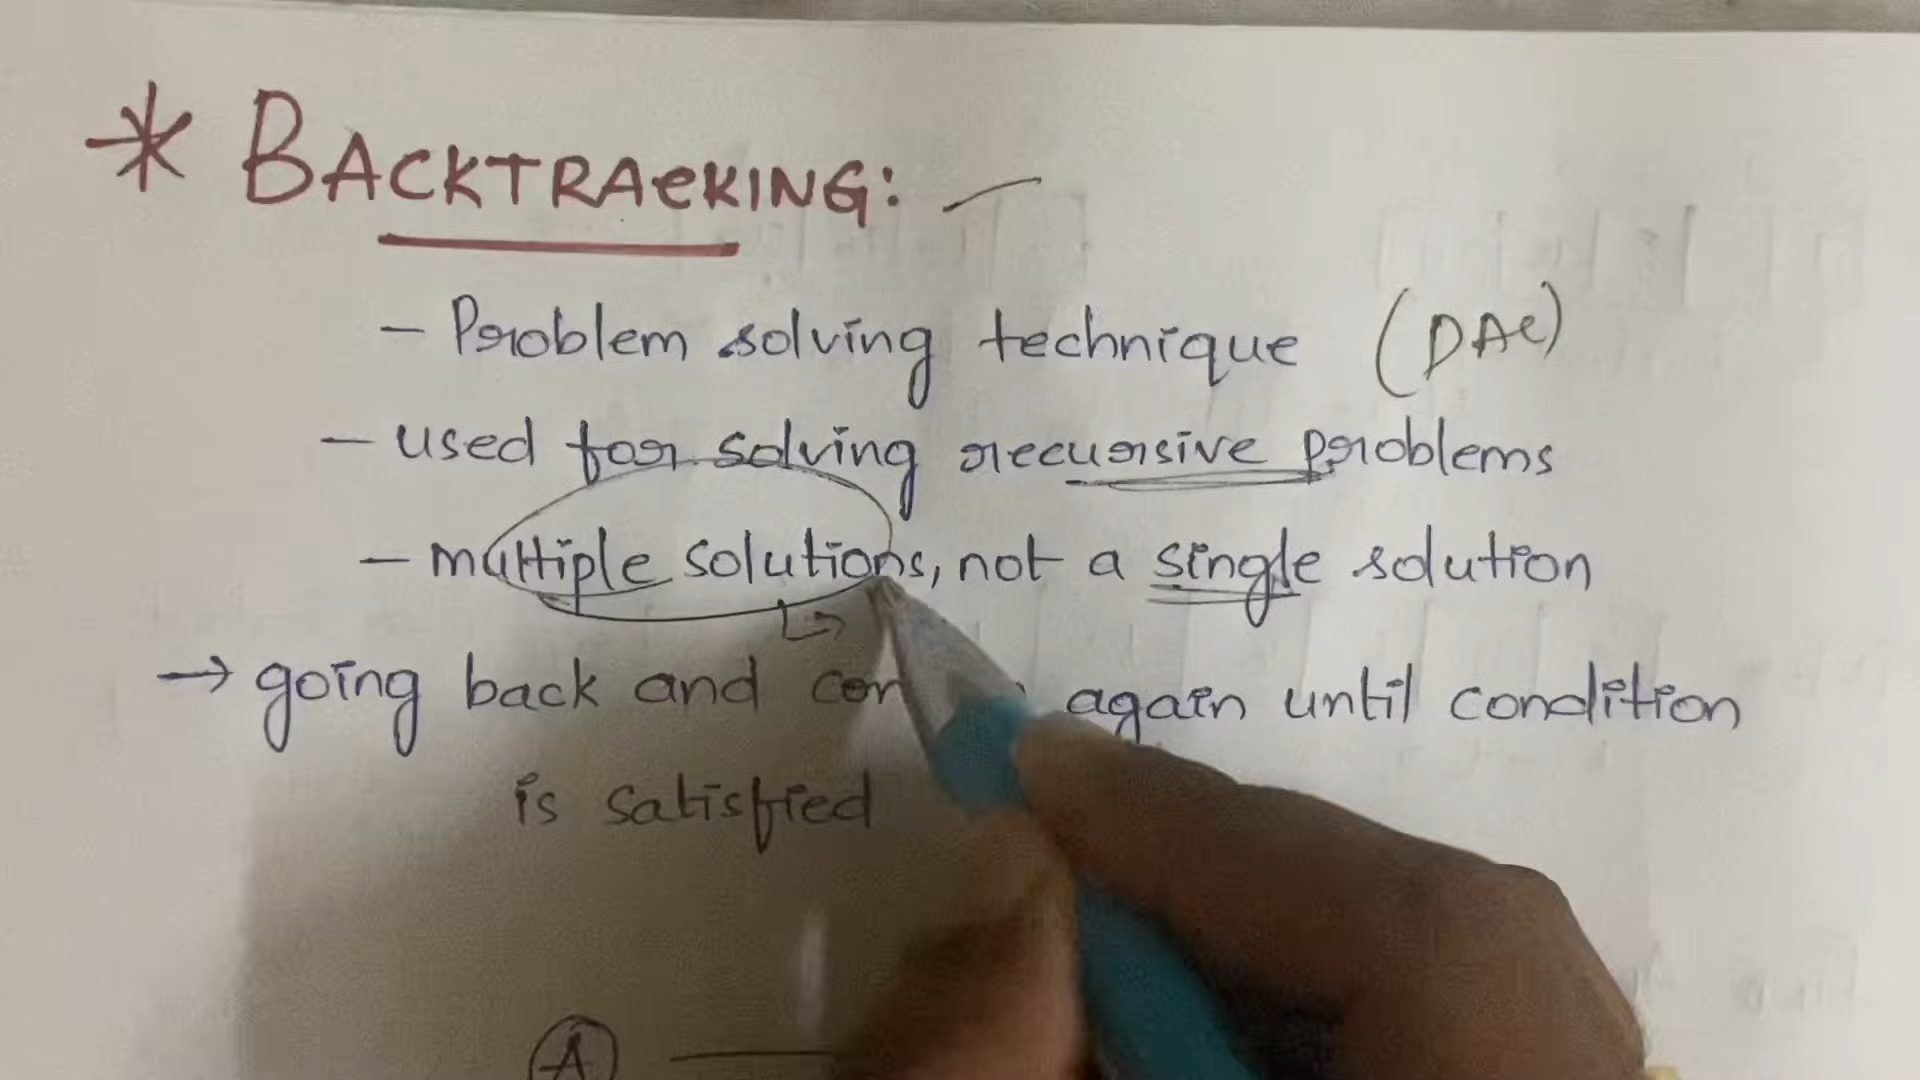 * BACKTRACKING:
- Problem solving technique (DAC)
- used for solving recursive problems
- multiple solutions, not a single solution
→ going back and again until condition
is satisfied
A